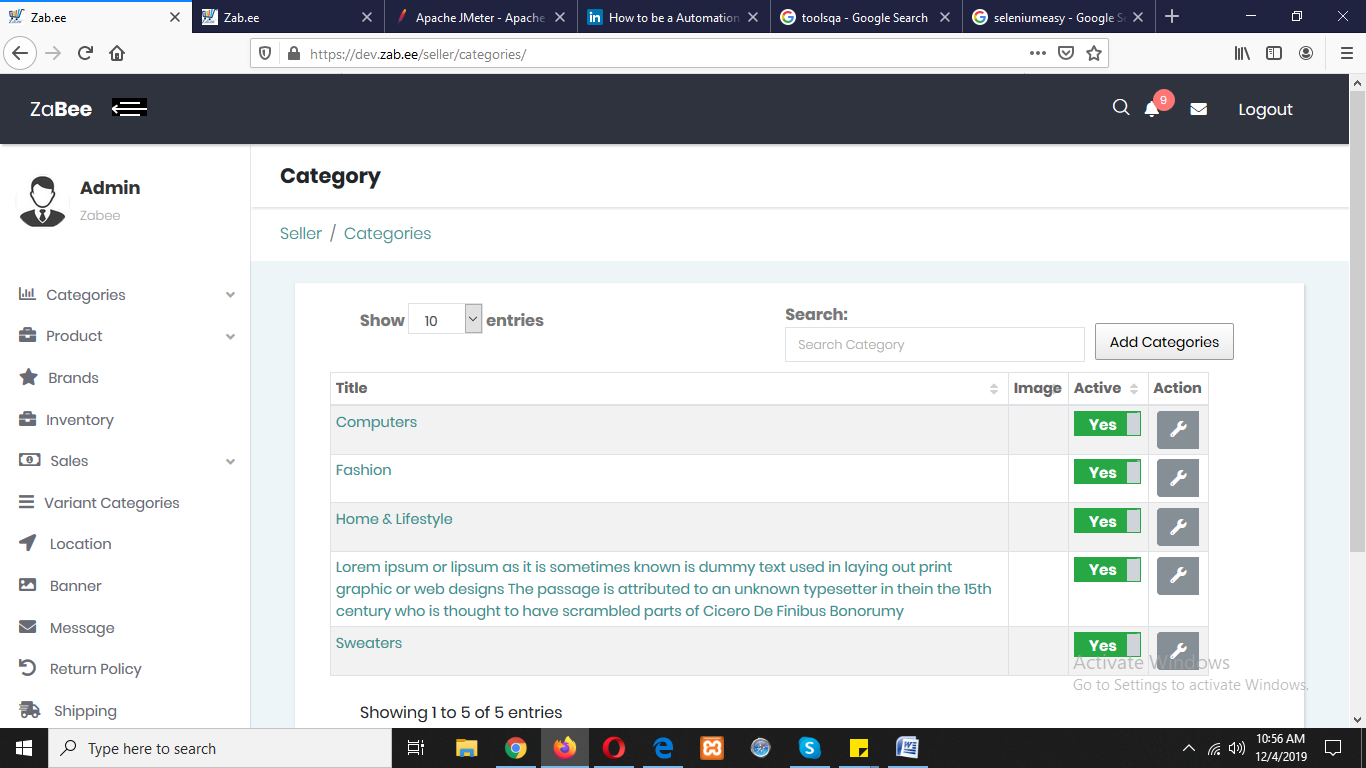 Zab.ee
Zab.ee
Apache JMeter - Apache
How to be a Automation
toolsqa - Google Search
seleniumeasy - Google S
https://dev.zab.ee/seller/categories/
ZaBee
9
Logout
Admin
Zabee
Category
Seller / Categories
Categories
Product
Brands
Inventory
Sales
Variant Categories
Location
Banner
Message
Return Policy
Shipping
Show 10 entries
Search:
Search Category
Add Categories
Title Image Active Action
Computers Yes
Fashion Yes
Home & Lifestyle Yes
Lorem ipsum or lipsum as it is sometimes known is dummy text used in laying out print Yes
graphic or web designs The passage is attributed to an unknown typesetter in thein the 15th
century who is thought to have scrambled parts of Cicero De Finibus Bonorumy
Sweaters Yes
Activate Windows
Go to Settings to activate Windows.
Showing 1 to 5 of 5 entries
Type here to search
10:56 AM
12/4/2019